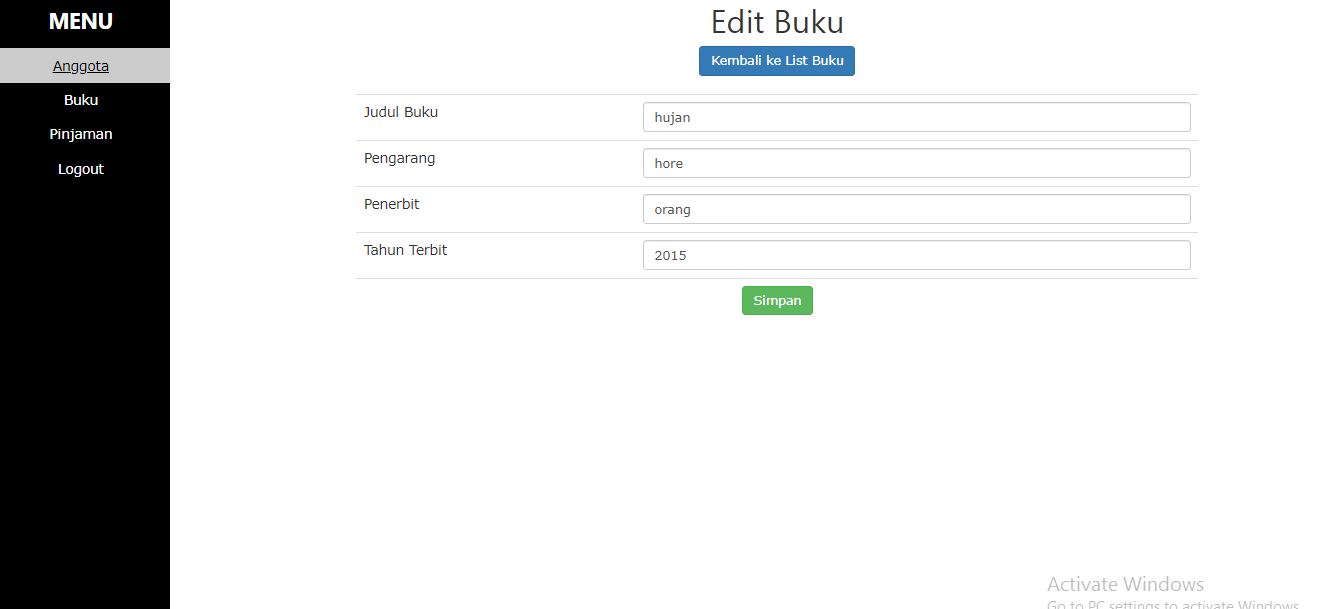 MENU
Anggota
Buku
Pinjaman
Logout
Edit Buku
Kembali ke List Buku
Judul Buku
hujan
Pengarang
hore
Penerbit
orang
Tahun Terbit
2015
Simpan
Activate Windows
Go to PC settings to activate Windows.